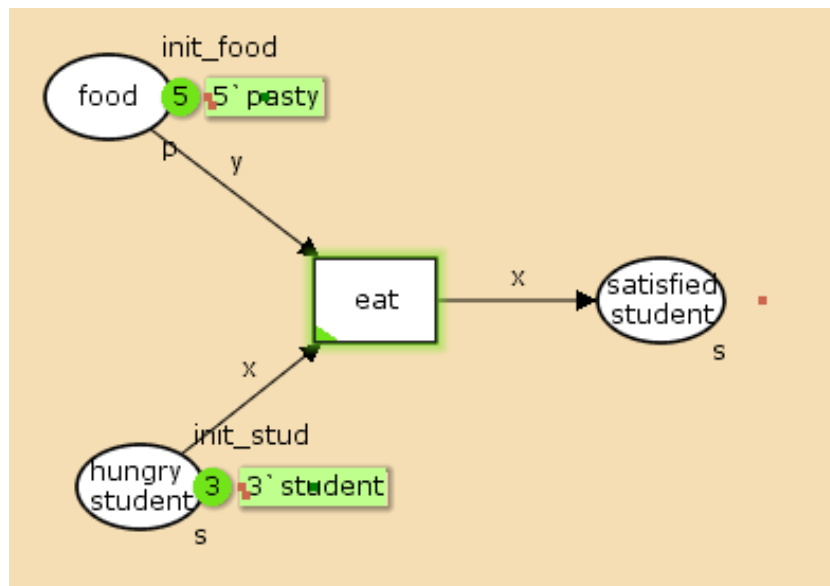 init_food
food
5
5`pasty
p
y
eat
x
satisfied
student
s
x
init_stud
hungry
student
3
3`student
s